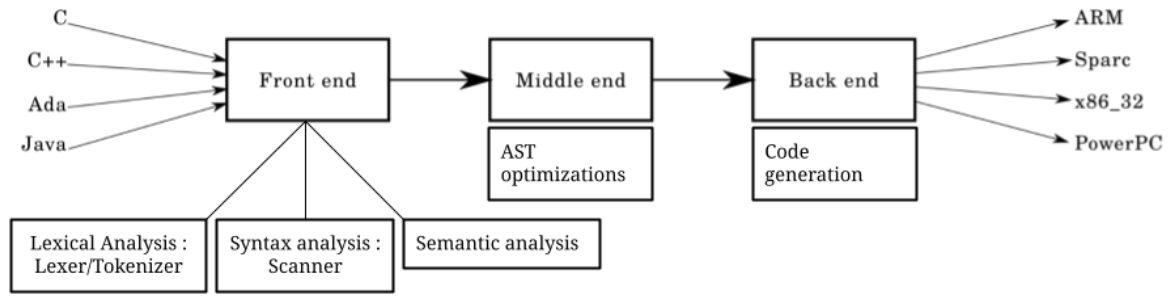 C
C++
Ada
Java
Front end
Middle end
Back end
ARM
Sparc
x86_32
PowerPC
AST
optimizations
Code
generation
Lexical Analysis :
Lexer/Tokenizer
Syntax analysis :
Scanner
Semantic analysis